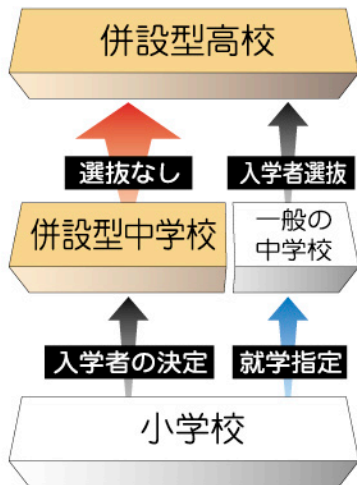 併設型高校
選抜なし
入学者選抜
併設型中学校
一般の
中学校
入学者の決定
就学指定
小学校